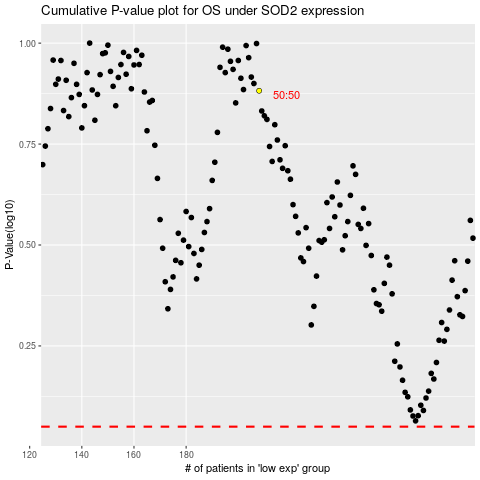 Cumulative P-value plot for OS under SOD2 expression
1.00
50:50
0.75
0.50
0.25
P-Value(log10)
120 140 160 180
# of patients in 'low exp' group